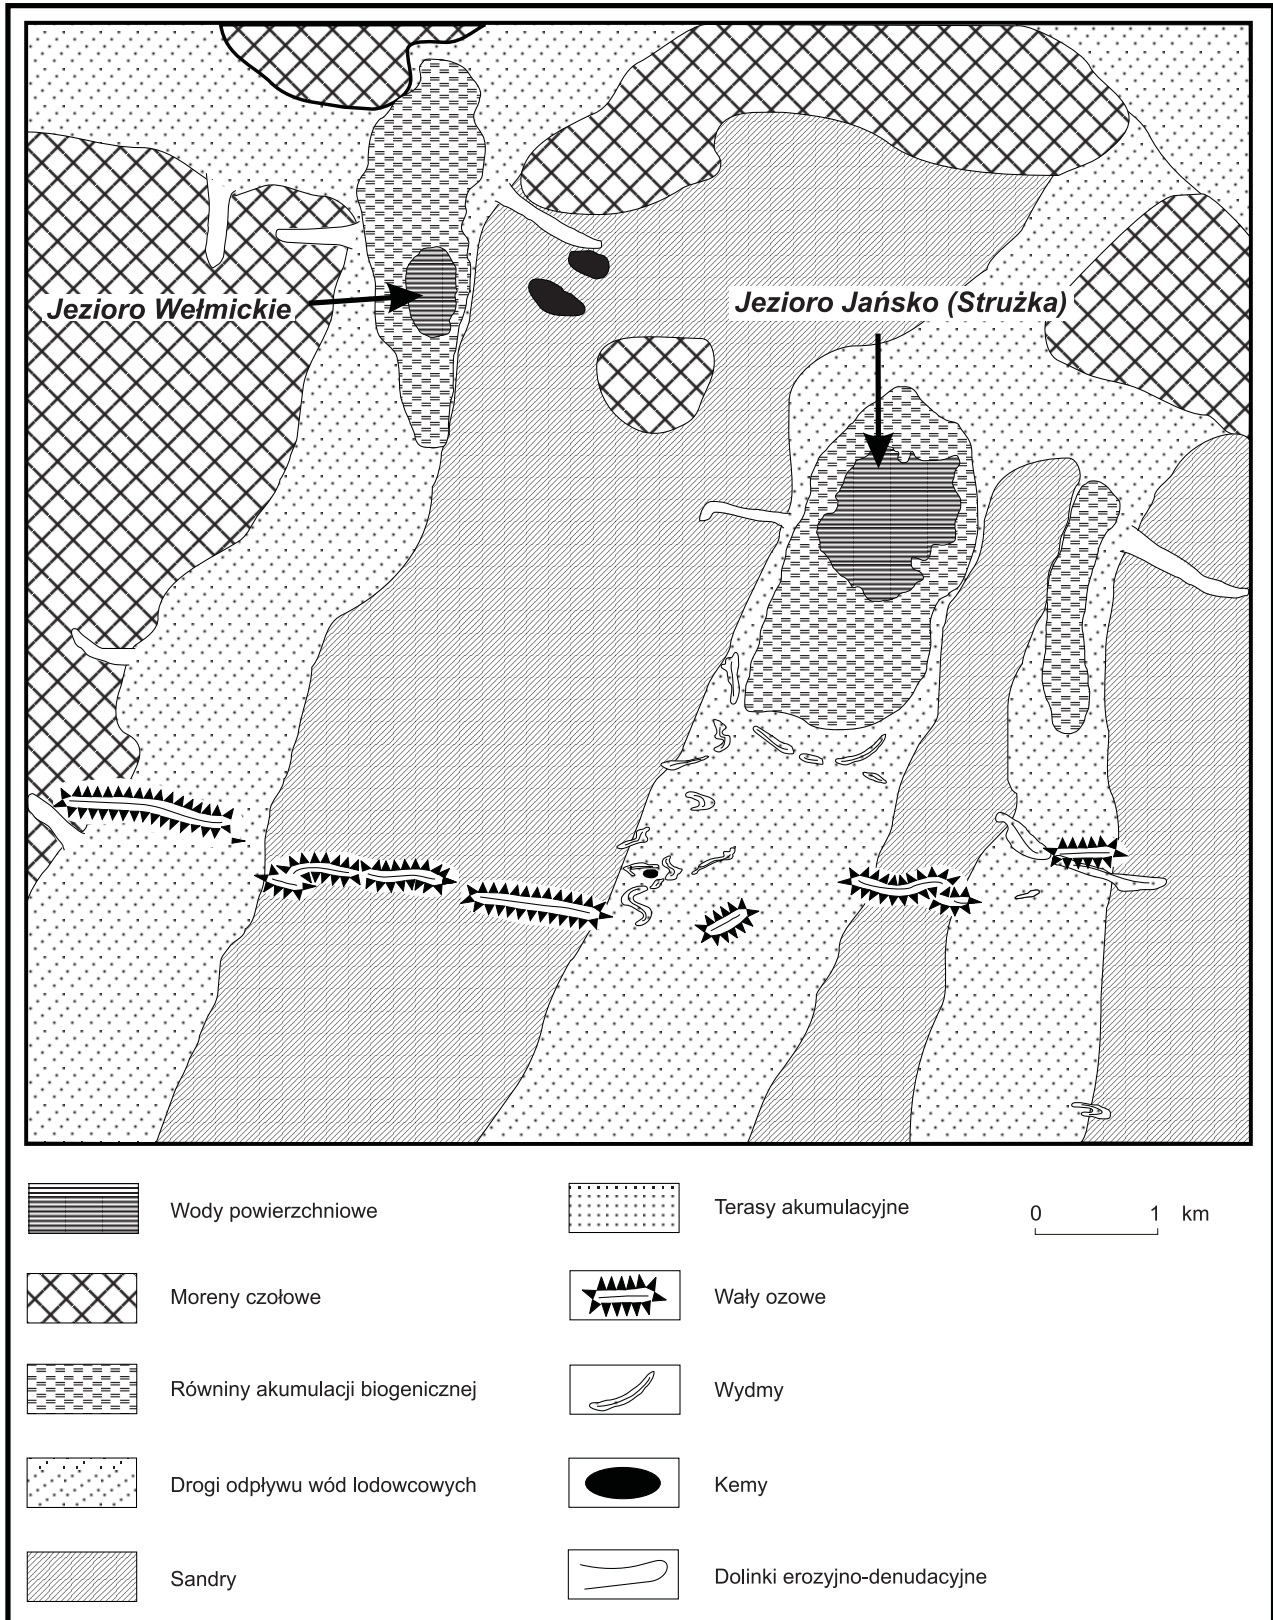 Jezioro Wełmickie
Jezioro Jańsko (Strużka)
Wody powierzchniowe
Moreny czołowe
Równiny akumulacji biogenicznej
Drogi odpływu wód lodowcowych
Sandry
Terasy akumulacyjne
Wały ozowe
Wydmy
Kemy
Dolinki erozyjno-denudacyjne
0 1 km